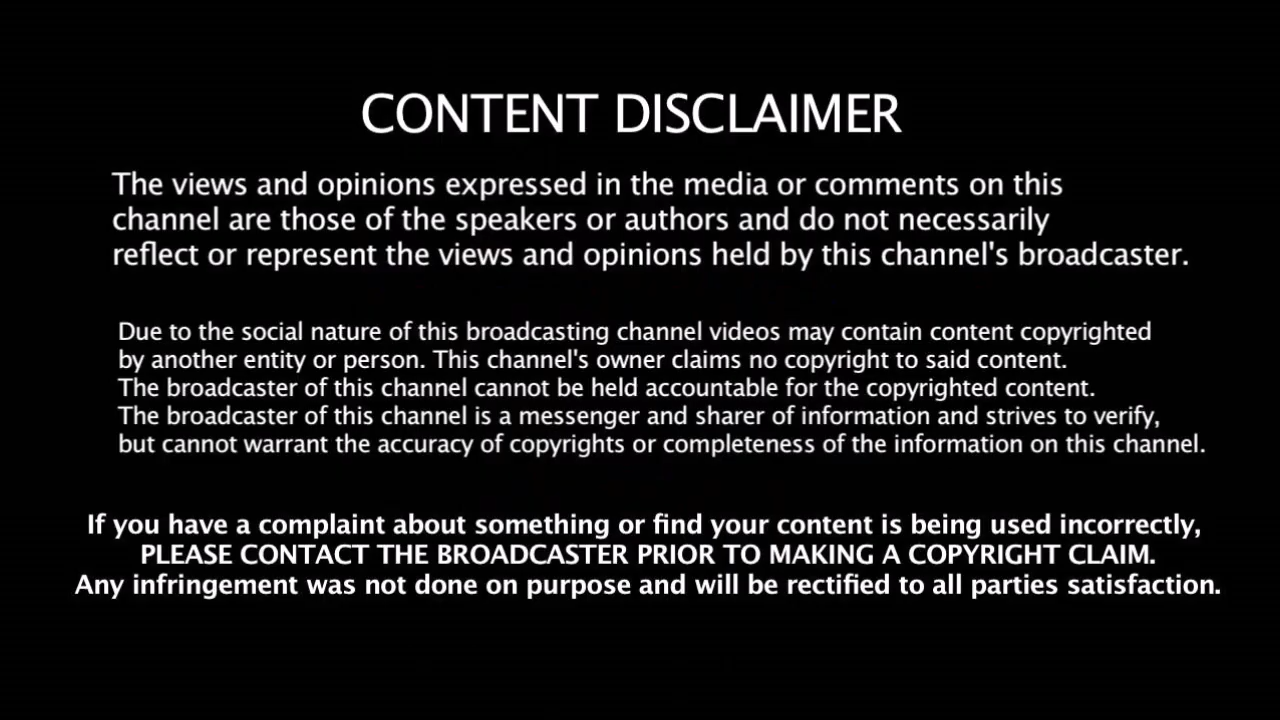 CONTENT DISCLAIMER
The views and opinions expressed in the media or comments on this
channel are those of the speakers or authors and do not necessarily
reflect or represent the views and opinions held by this channel's broadcaster.
Due to the social nature of this broadcasting channel videos may contain content copyrighted
by another entity or person. This channel's owner claims no copyright to said content.
The broadcaster of this channel cannot be held accountable for the copyrighted content.
The broadcaster of this channel is a messenger and sharer of information and strives to verify,
but cannot warrant the accuracy of copyrights or completeness of the information on this channel.
If you have a complaint about something or find your content is being used incorrectly,
PLEASE CONTACT THE BROADCASTER PRIOR TO MAKING A COPYRIGHT CLAIM.
Any infringement was not done on purpose and will be rectified to all parties satisfaction.